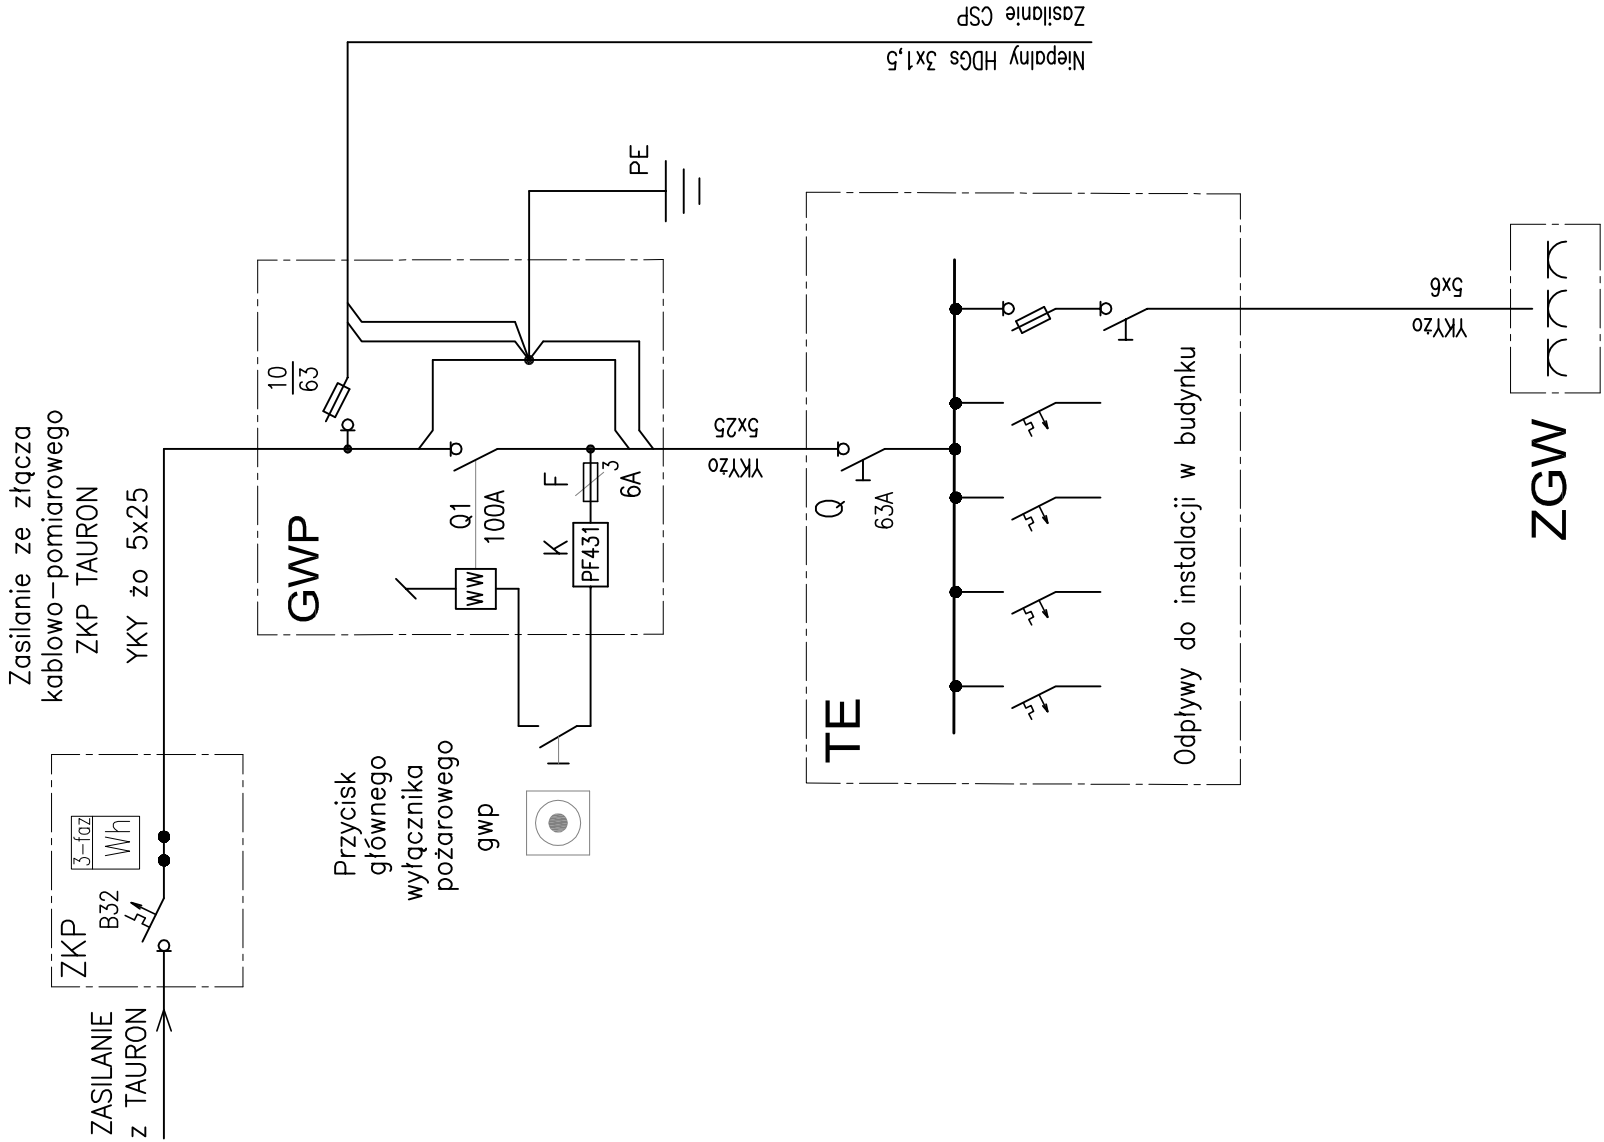 Zasilanie CSP
Niepalny HDGs 3x1,5
Zasilanie ze złącza
kablowo-pomiarowego
ZKP TAURON
YKY żo 5x25
PE
10
63
GWP
Q1
100A
F
3
6A
K
PF431
WW
5x25
YKYżo
Przycisk
głównego
wyłącznika
pożarowego
gwp
3-faz
Wh
B32
ZKP
ZASILANIE
z TAURON
TE
Q
63A
Odpływy do instalacji w budynku
5x6
YKYżo
ZGW